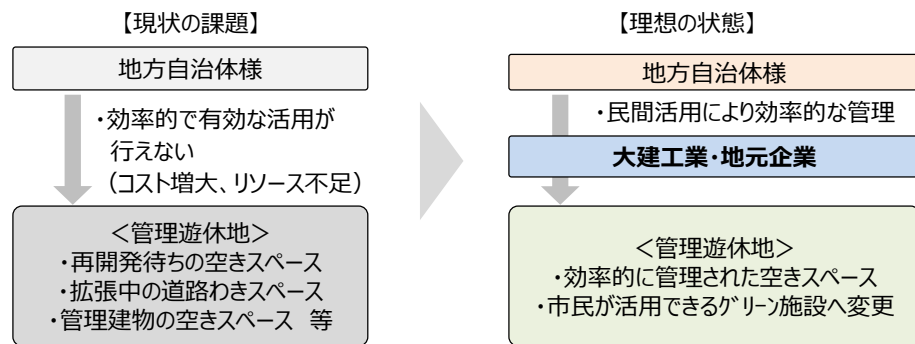 【現状の課題】
地方自治体様
・効率的で有効な活用が
行えない
（コスト増大、リソース不足）
＜管理遊休地＞
・再開発待ちの空きスペース
・拡張中の道路わきスペース
・管理建物の空きスペース　等
【理想の状態】
地方自治体様
・民間活用により効率的な管理
大建工業・地元企業
＜管理遊休地＞
・効率的に管理された空きスペース
・市民が活用できるグリーン施設へ変更